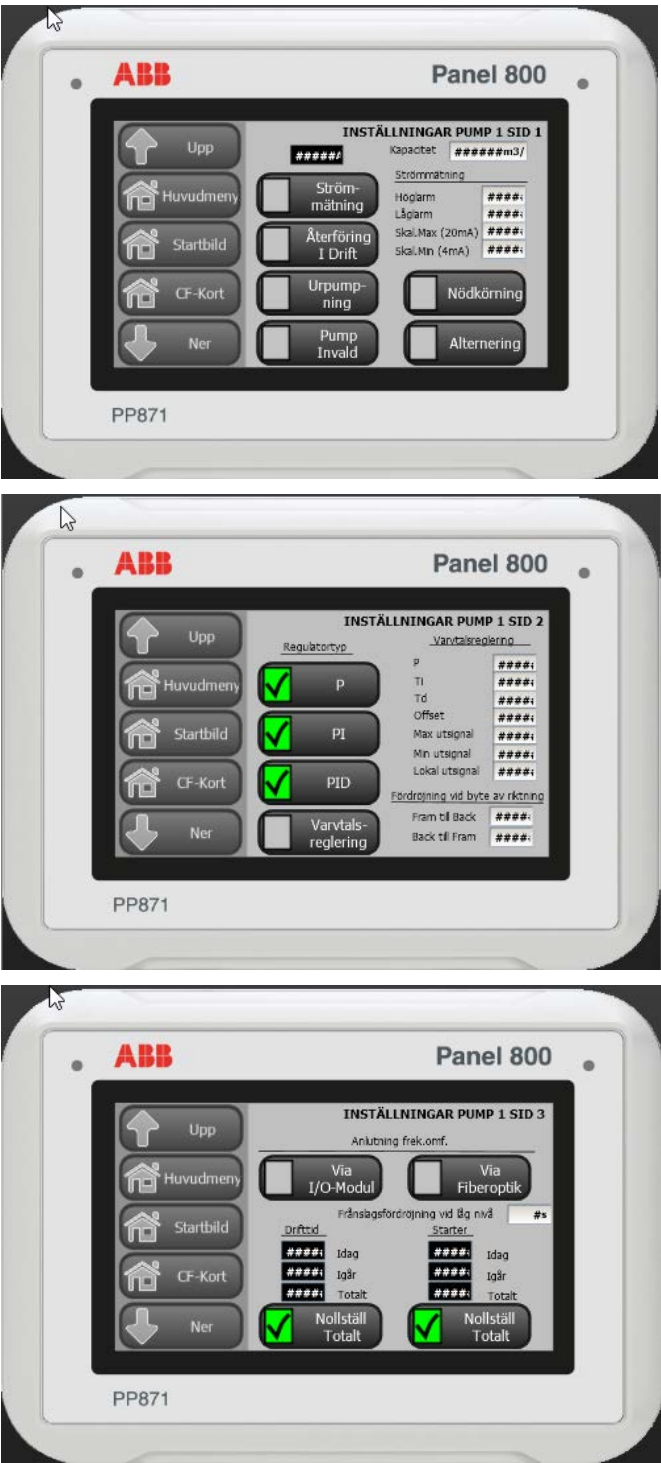 ABB
Panel 800
INSTÄLLNINGAR PUMP 1 SID 1
Upp
######
Kapacitet ######m3/
Strömmätning
Huvudmeny
Ström-
mätning
Höglarm ####
Låglarm ####
Startbild
Återföring
I Drift
Skal.Max (20mA) ####
Skal.Min (4mA) ####
CF-Kort
Urpump-
ning
Nödkörning
Ner
Pump
Invald
Alternering
PP871
ABB
Panel 800
INSTÄLLNINGAR PUMP 1 SID 2
Upp
Regulatortyp
Varvtalsreglering
P ####
Huvudmeny
P
Ti ####
Td ####
Offset ####
Startbild
PI
Max utsignal ####
Min utsignal ####
CF-Kort
PID
Lokal utsignal ####
Fördröjning vid byte av riktning
Ner
Varvtals-
reglering
Fram till Back ####
Back till Fram ####
PP871
ABB
Panel 800
INSTÄLLNINGAR PUMP 1 SID 3
Upp
Anlutning frek.omf.
Huvudmeny
Via
I/O-Modul
Via
Fiberoptik
Frånslagsfördröjning vid låg nivå #s
Startbild
Drifttid
Starter
#### Idag
#### Idag
CF-Kort
#### Igår
#### Igår
#### Totalt
#### Totalt
Ner
Nollställ
Totalt
Nollställ
Totalt
PP871